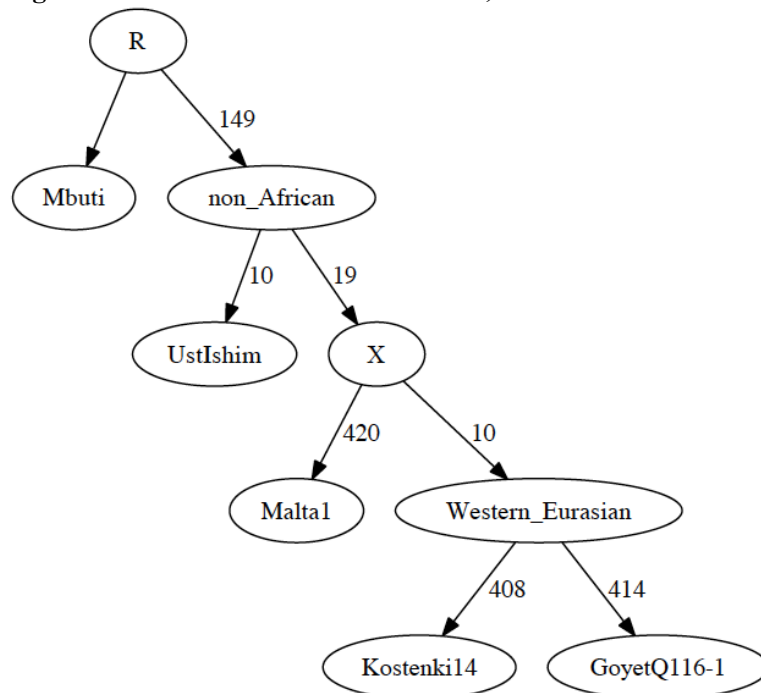 R
149
Mbuti
non_African
10
19
UstIshim
X
420
10
Malta1
Western_Eurasian
408
414
Kostenki14
GoyetQ116-1